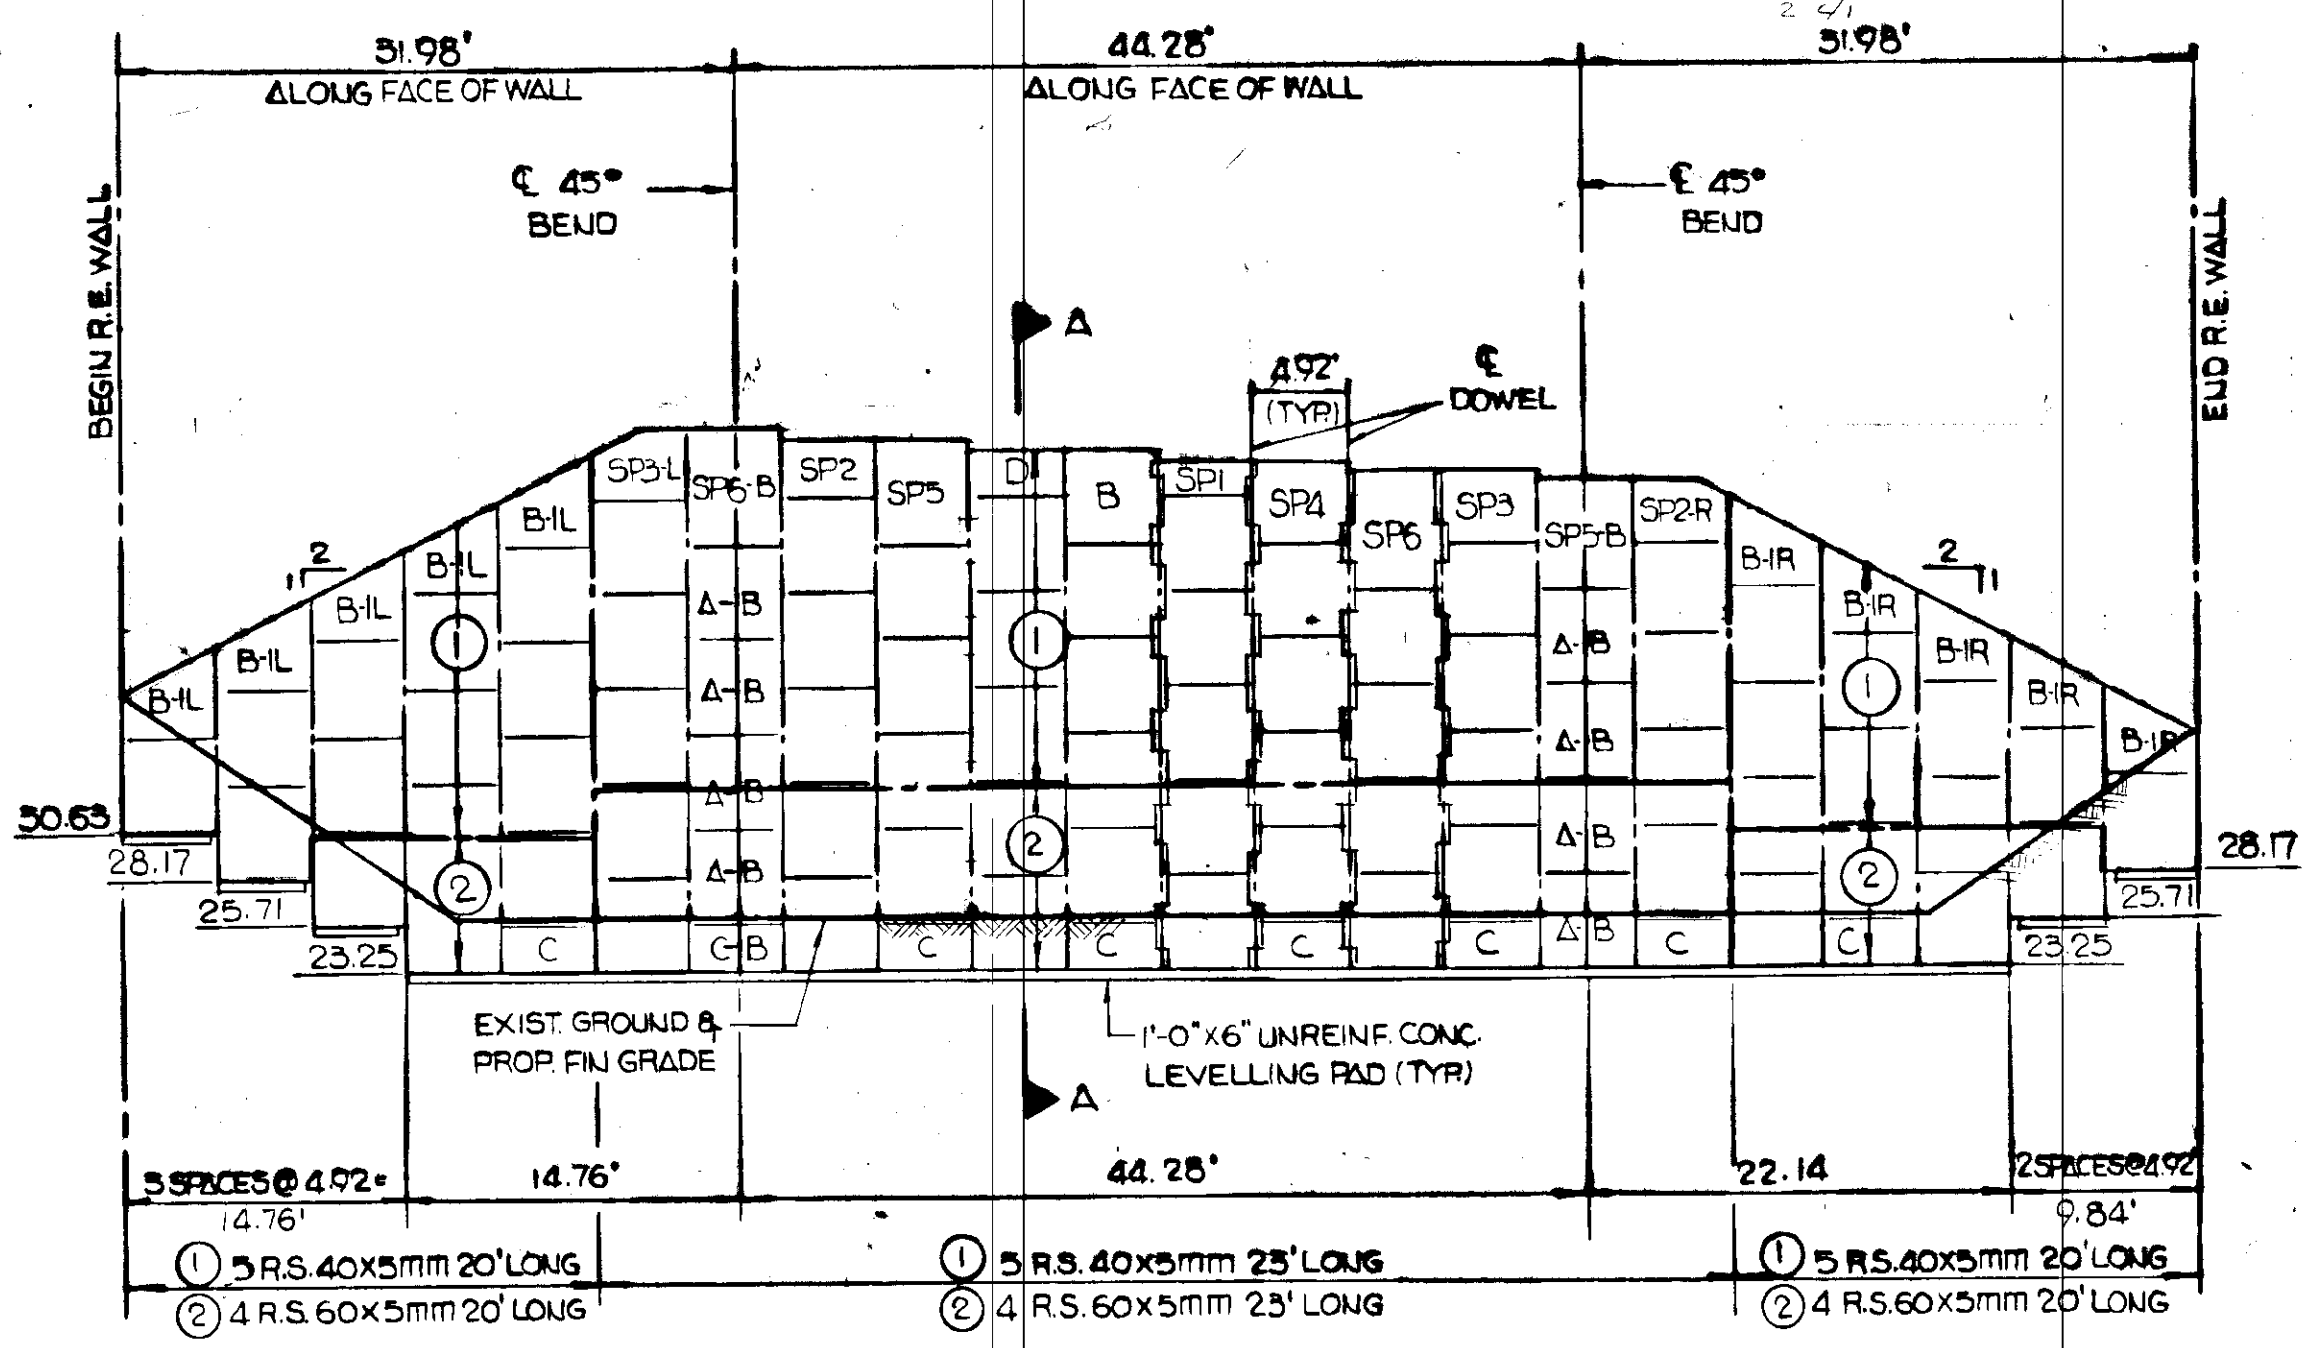 31.98' 44.28' 31.98'
ALONG FACE OF WALL ALONG FACE OF WALL
℄ 45° ℄ 45°
BEND BEND
BEGIN R.E. WALL
END R.E. WALL
A
4.92' ℄
(TYP.) DOWEL
SP3-L SP6-B SP2 SP5 D B SP1 SP4 SP6 SP3 SP5-B SP2-R
B-1L B-1R
B-1L B-1R
B-1L B-1R
B-1L B-1R
B-1L B-1R
2 2
1 1
A-B A-B
A-B A-B
A-B A-B
A-B A-B
1 1 1
2 2 2
30.63 28.17
28.17 25.71
25.71 23.25
23.25
C C-B C C C C C C
EXIST. GROUND &
PROP. FIN GRADE
1'-0"X6" UNREINF. CONC.
LEVELLING PAD (TYP.)
A
3 SPACES @ 4.92= 14.76' 44.28' 22.14 2 SPACES @ 4.92
14.76' 9.84'
1 5 R.S. 40X5mm 20' LONG 1 5 R.S. 40X5mm 23' LONG 1 5 R.S. 40X5mm 20' LONG
2 4 R.S. 60X5mm 20' LONG 2 4 R.S. 60X5mm 23' LONG 2 4 R.S. 60X5mm 20' LONG